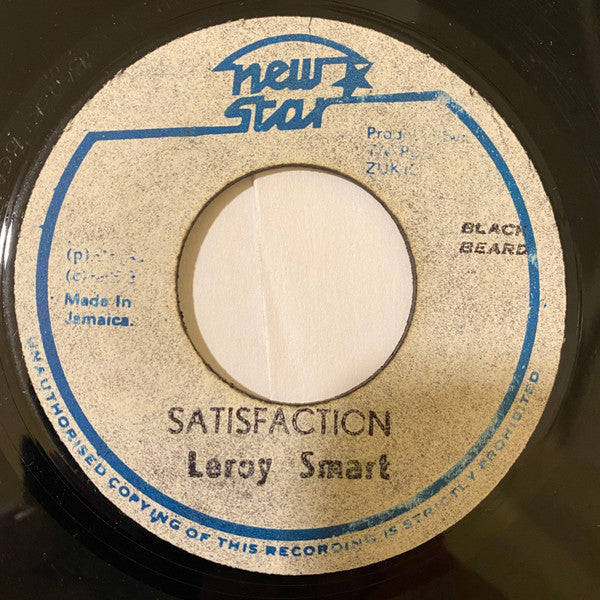 new
star
BLACK
BEARD
(p)
(c)
Made In
Jamaica.
SATISFACTION
Leroy Smart
UNAUTHORISED COPYING OF THIS RECORDING IS STRICTLY PROHIBITED